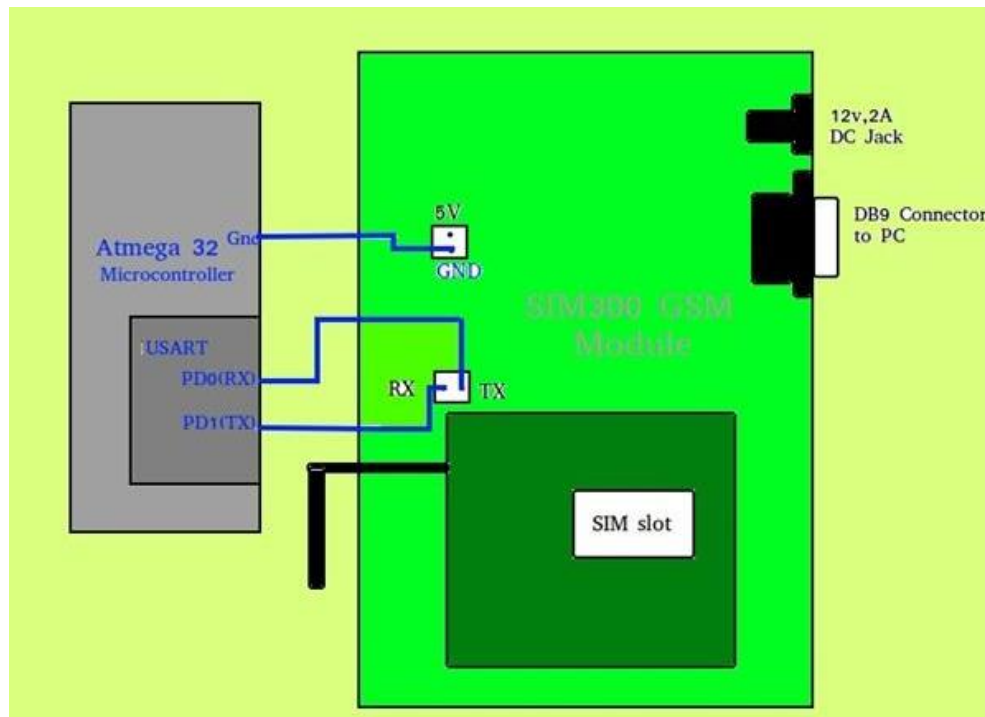 12v,2A
DC Jack
5V
DB9 Connector
to PC
Atmega 32
Gnd
Microcontroller
GND
SIM300 GSM
Module
USART
PD0(RX)
RX
TX
PD1(TX)
SIM slot